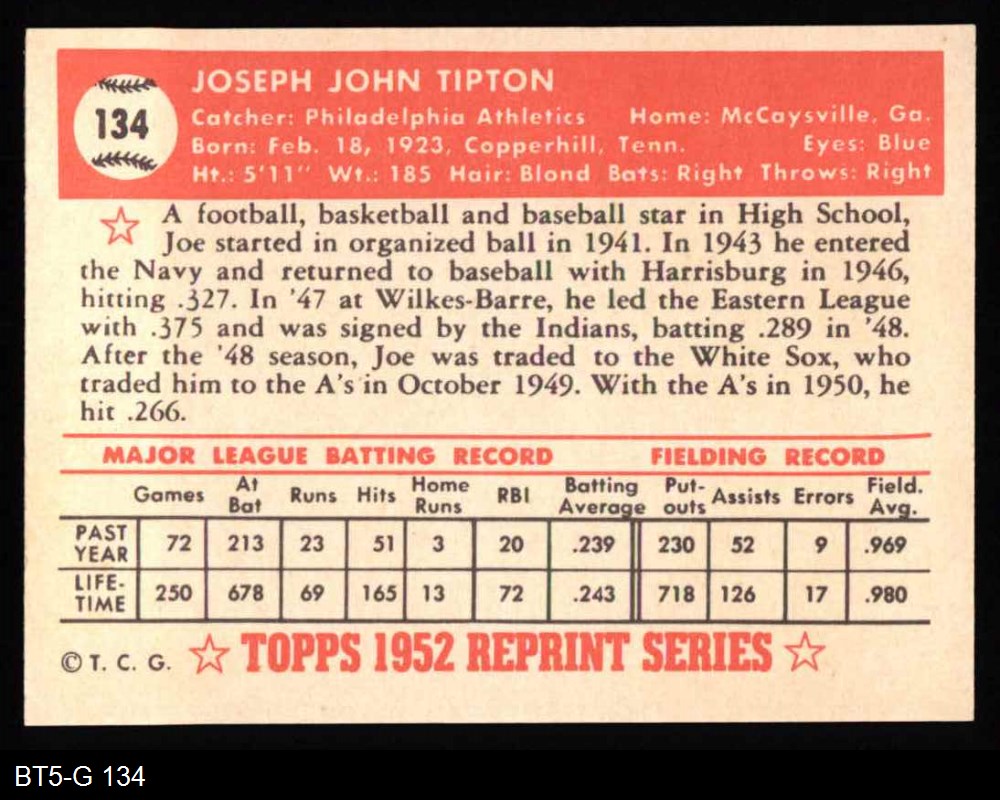 134
JOSEPH JOHN TIPTON
Catcher: Philadelphia Athletics Home: McCaysville, Ga.
Born: Feb. 18, 1923, Copperhill, Tenn. Eyes: Blue
Ht.: 5'11" Wt.: 185 Hair: Blond Bats: Right Throws: Right
A football, basketball and baseball star in High School,
Joe started in organized ball in 1941. In 1943 he entered
the Navy and returned to baseball with Harrisburg in 1946,
hitting .327. In '47 at Wilkes-Barre, he led the Eastern League
with .375 and was signed by the Indians, batting .289 in '48.
After the '48 season, Joe was traded to the White Sox, who
traded him to the A's in October 1949. With the A's in 1950, he
hit .266.
MAJOR LEAGUE BATTING RECORD FIELDING RECORD
Games At Bat Runs Hits Home Runs RBI Batting Average Put-outs Assists Errors Field. Avg.
PAST YEAR 72 213 23 51 3 20 .239 230 52 9 .969
LIFE-TIME 250 678 69 165 13 72 .243 718 126 17 .980
© T. C. G. TOPPS 1952 REPRINT SERIES
BT5-G 134